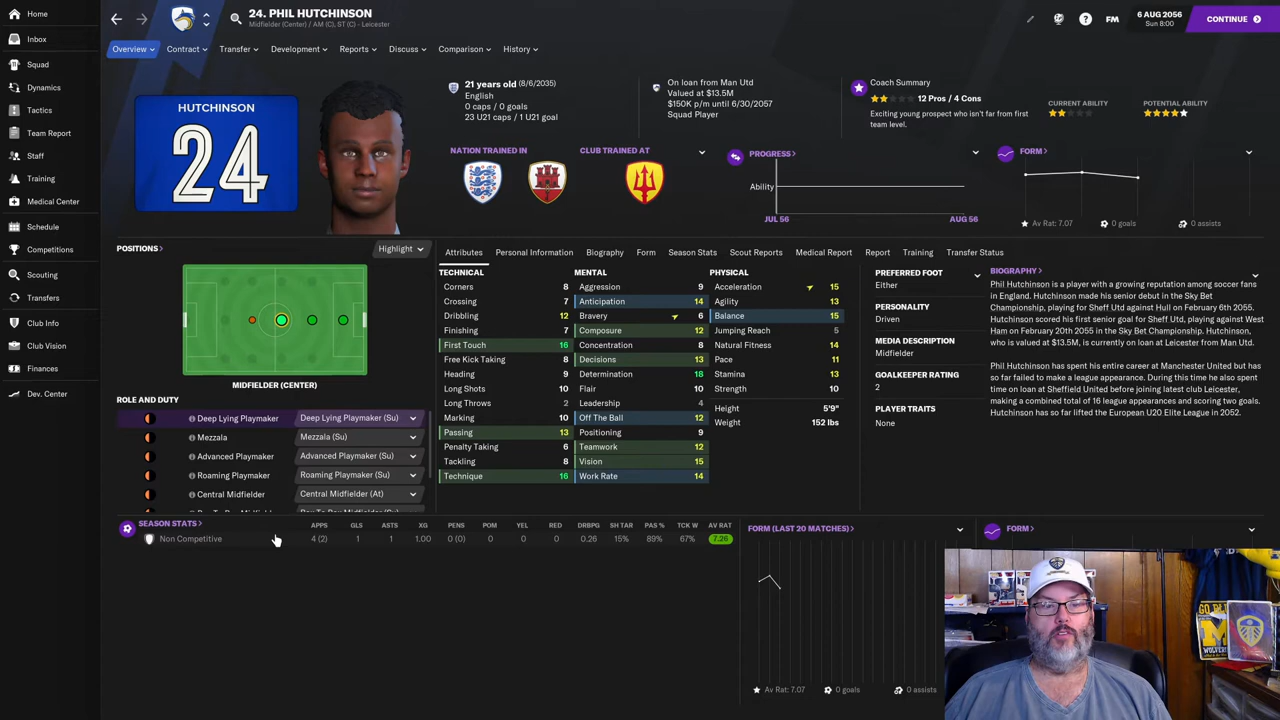 Home
Inbox
Squad
Dynamics
Tactics
Team Report
Staff
Training
Medical Center
Schedule
Competitions
Scouting
Transfers
Club Info
Club Vision
Finances
Dev. Center
24. PHIL HUTCHINSON
Midfielder (Center) / AM (C), ST (C) - Leicester
FM
6 AUG 2056
Sun 8:00
CONTINUE
Overview
Contract
Transfer
Development
Reports
Discuss
Comparison
History
HUTCHINSON
24
21 years old (8/6/2035)
English
0 caps / 0 goals
23 U21 caps / 1 U21 goal
On loan from Man Utd
Valued at $13.5M
$150K p/m until 6/30/2057
Squad Player
Coach Summary
12 Pros / 4 Cons
Exciting young prospect who isn't far from first
team level.
CURRENT ABILITY
POTENTIAL ABILITY
NATION TRAINED IN
CLUB TRAINED AT
PROGRESS
Ability
JUL 56
AUG 56
FORM
Av Rat: 7.07
0 goals
0 assists
POSITIONS
Highlight
MIDFIELDER (CENTER)
ROLE AND DUTY
Deep Lying Playmaker
Deep Lying Playmaker (Su)
Mezzala
Mezzala (Su)
Advanced Playmaker
Advanced Playmaker (Su)
Roaming Playmaker
Roaming Playmaker (Su)
Central Midfielder
Central Midfielder (At)
Attributes
Personal Information
Biography
Form
Season Stats
Scout Reports
Medical Report
Report
Training
Transfer Status
TECHNICAL
Corners 8
Crossing 7
Dribbling 12
Finishing 7
First Touch 16
Free Kick Taking 8
Heading 9
Long Shots 10
Long Throws 2
Marking 10
Passing 13
Penalty Taking 6
Tackling 8
Technique 16
MENTAL
Aggression 9
Anticipation 14
Bravery 6
Composure 12
Concentration 8
Decisions 13
Determination 18
Flair 10
Leadership 4
Off The Ball 12
Positioning 9
Teamwork 12
Vision 15
Work Rate 14
PHYSICAL
Acceleration 15
Agility 13
Balance 15
Jumping Reach 5
Natural Fitness 14
Pace 11
Stamina 13
Strength 10
Height 5'9"
Weight 152 lbs
PREFERRED FOOT
Either
PERSONALITY
Driven
MEDIA DESCRIPTION
Midfielder
GOALKEEPER RATING
2
PLAYER TRAITS
None
BIOGRAPHY
Phil Hutchinson is a player with a growing reputation among soccer fans
in England. Hutchinson made his senior debut in the Sky Bet
Championship, playing for Sheff Utd against Hull on February 6th 2055.
Hutchinson scored his first senior goal for Sheff Utd, playing against West
Ham on February 20th 2055 in the Sky Bet Championship. Hutchinson,
who is valued at $13.5M, is currently on loan at Leicester from Man Utd.
Phil Hutchinson has spent his entire career at Manchester United but has
so far failed to make a league appearance. During this time he also spent
time on loan at Sheffield United before joining latest club Leicester,
making a combined total of 16 league appearances and scoring two goals.
Hutchinson has so far lifted the European U20 Elite League in 2052.
SEASON STATS
APPS GLS ASTS XG PENS POM YEL RED DRBPG SH TAR PAS % TCK W AV RAT
Non Competitive 4 (2) 1 1 1.00 0 (0) 0 0 0 0.26 15% 89% 67% 7.26
FORM (LAST 20 MATCHES)
Av Rat: 7.07
0 goals
0 assists
FORM
GO BL
M